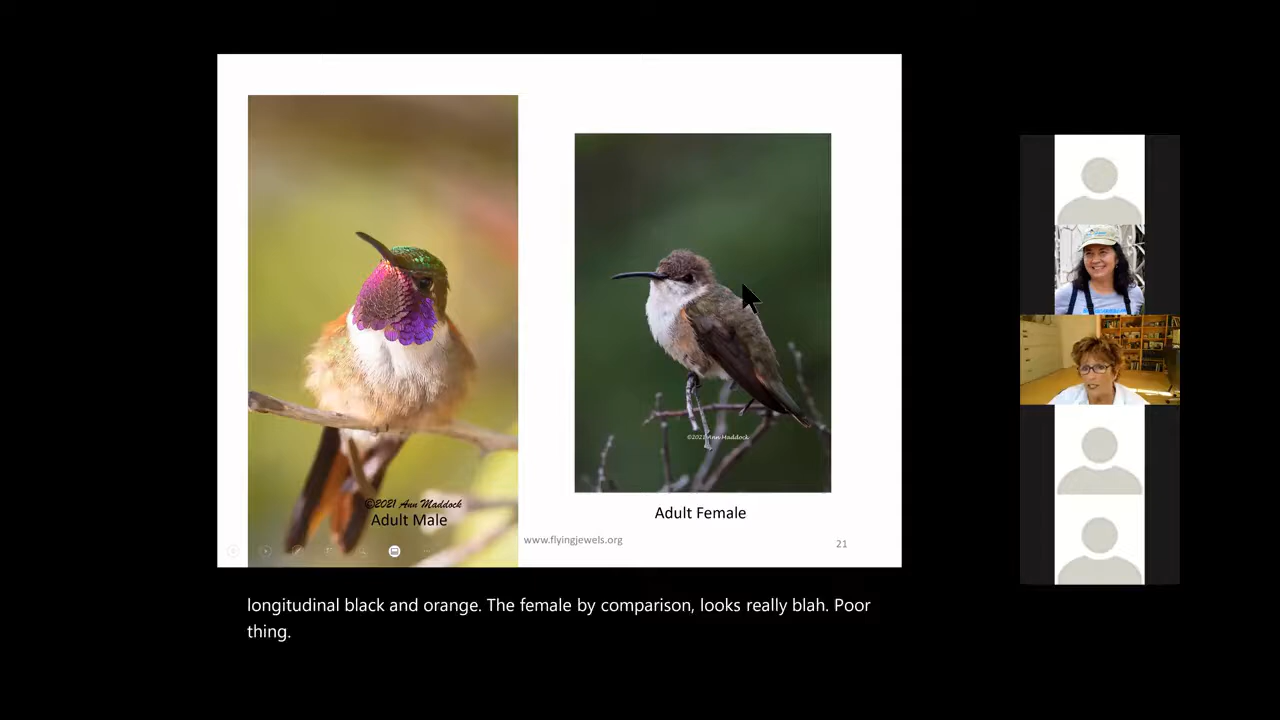 ©2021 Ann Maddock
Adult Male
©2021 Ann Maddock
Adult Female
www.flyingjewels.org
21
longitudinal black and orange. The female by comparison, looks really blah. Poor
thing.